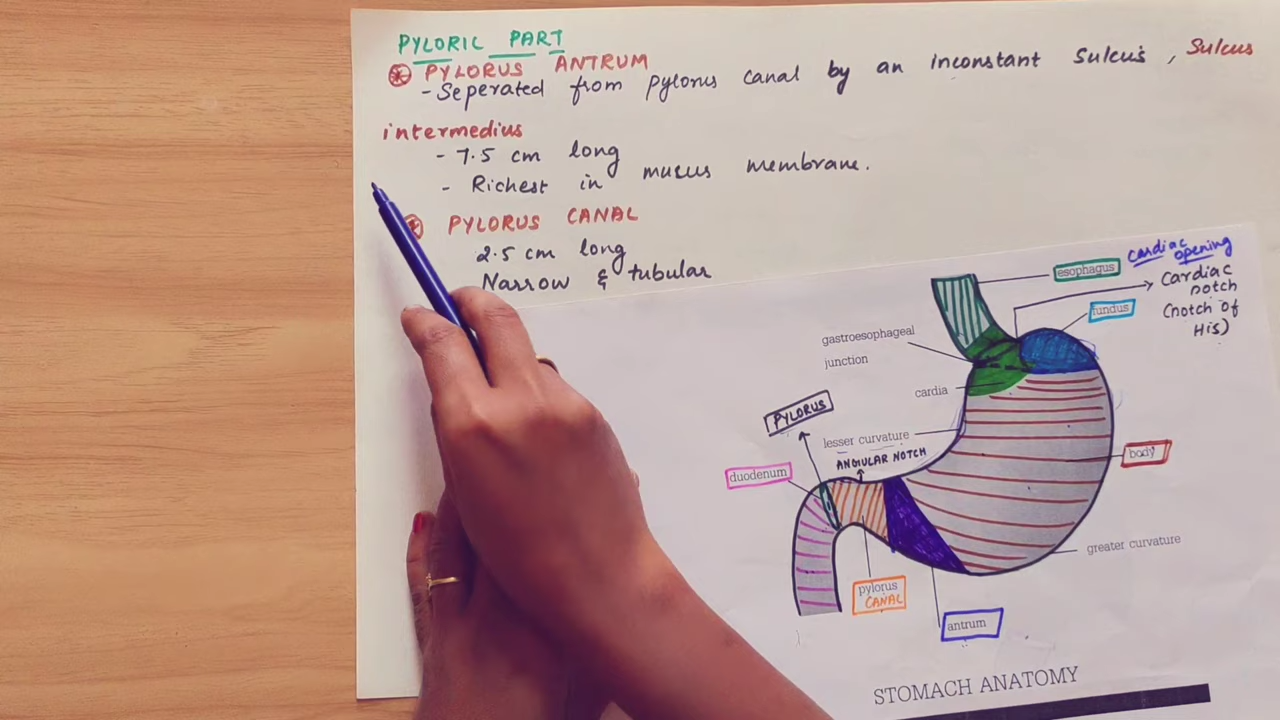 PYLORIC PART
PYLORUS ANTRUM
- Seperated from pylorus canal by an inconstant Sulcus, Sulcus
intermedius
- 7.5 cm long
- Richest in mucus membrane.
PYLORUS CANAL
2.5 cm long
Narrow & tubular
cardiac opening
esophagus
Cardiac
notch
(notch of
His)
fundus
gastroesophageal
junction
cardia
PYLORUS
lesser curvature
ANGULAR NOTCH
body
duodenum
greater curvature
pylorus
CANAL
antrum
STOMACH ANATOMY